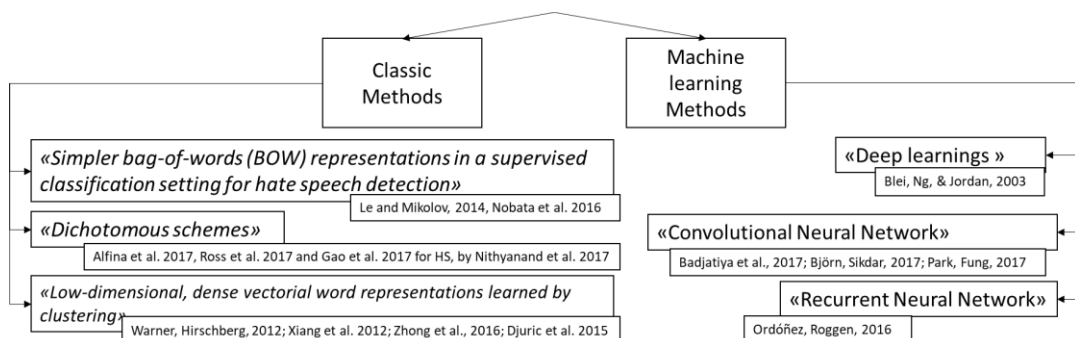 Classic
Methods
Machine
learning
Methods
«Simpler bag-of-words (BOW) representations in a supervised
classification setting for hate speech detection»
Le and Mikolov, 2014, Nobata et al. 2016
«Dichotomous schemes»
Alfina et al. 2017, Ross et al. 2017 and Gao et al. 2017 for HS, by Nithyanand et al. 2017
«Low-dimensional, dense vectorial word representations learned by
clustering»
Warner, Hirschberg, 2012; Xiang et al. 2012; Zhong et al., 2016; Djuric et al. 2015
«Deep learnings »
Blei, Ng, & Jordan, 2003
«Convolutional Neural Network»
Badjatiya et al., 2017; Björn, Sikdar, 2017; Park, Fung, 2017
«Recurrent Neural Network»
Ordóñez, Roggen, 2016